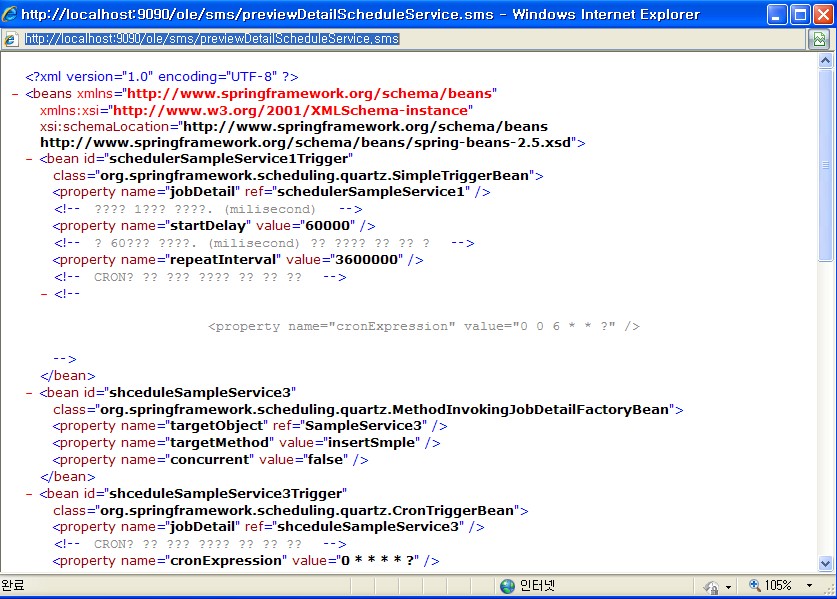 http://localhost:9090/ole/sms/previewDetailScheduleService.sms - Windows Internet Explorer
http://localhost:9090/ole/sms/previewDetailScheduleService.sms
<?xml version="1.0" encoding="UTF-8" ?>
- <beans xmlns="http://www.springframework.org/schema/beans"
xmlns:xsi="http://www.w3.org/2001/XMLSchema-instance"
xsi:schemaLocation="http://www.springframework.org/schema/beans
http://www.springframework.org/schema/beans/spring-beans-2.5.xsd">
- <bean id="schedulerSampleService1Trigger"
class="org.springframework.scheduling.quartz.SimpleTriggerBean">
<property name="jobDetail" ref="schedulerSampleService1" />
<!-- ???? 1??? ????. (milisecond) -->
<property name="startDelay" value="60000" />
<!-- ? 60??? ????. (milisecond) ?? ???? ?? ?? ? -->
<property name="repeatInterval" value="3600000" />
<!-- CRON? ?? ??? ???? ?? ?? ?? -->
- <!--
<property name="cronExpression" value="0 0 6 * * ?" />
-->
</bean>
- <bean id="shceduleSampleService3"
class="org.springframework.scheduling.quartz.MethodInvokingJobDetailFactoryBean">
<property name="targetObject" ref="SampleService3" />
<property name="targetMethod" value="insertSmple" />
<property name="concurrent" value="false" />
</bean>
- <bean id="shceduleSampleService3Trigger"
class="org.springframework.scheduling.quartz.CronTriggerBean">
<property name="jobDetail" ref="shceduleSampleService3" />
<!-- CRON? ?? ??? ???? ?? ?? ?? -->
<property name="cronExpression" value="0 * * * * ?" />
완료 인터넷 105%